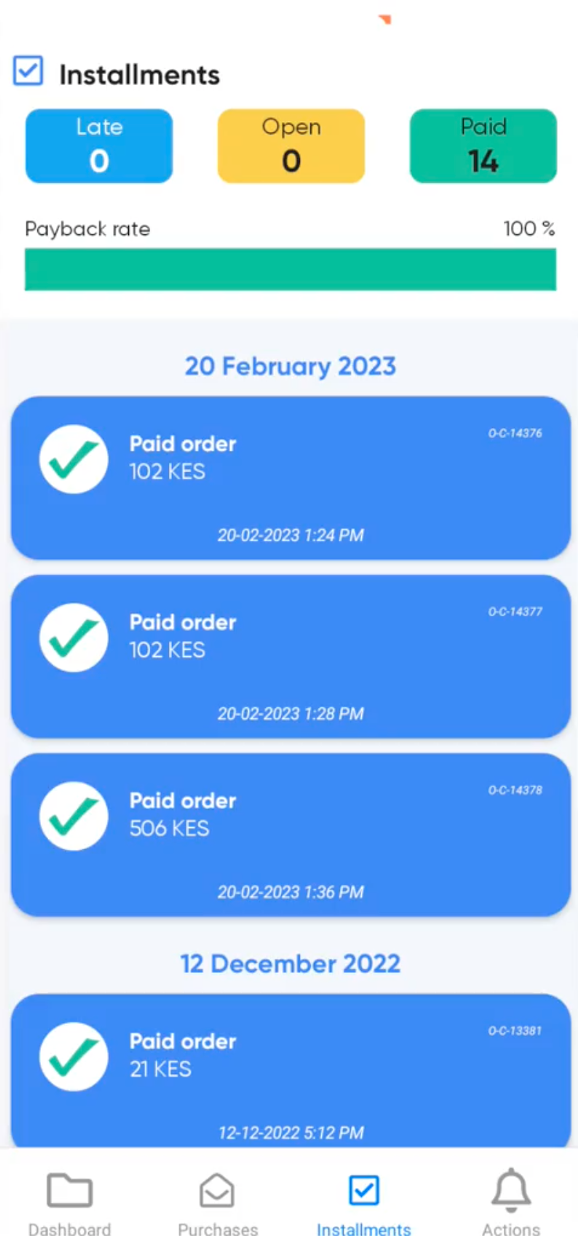 Installments
Late Open Paid
0 0 14
Payback rate 100 %
20 February 2023
Paid order O-C-14376
102 KES
20-02-2023 1:24 PM
Paid order O-C-14377
102 KES
20-02-2023 1:28 PM
Paid order O-C-14378
506 KES
20-02-2023 1:36 PM
12 December 2022
Paid order O-C-13381
21 KES
12-12-2022 5:12 PM
Dashboard Purchases Installments Actions